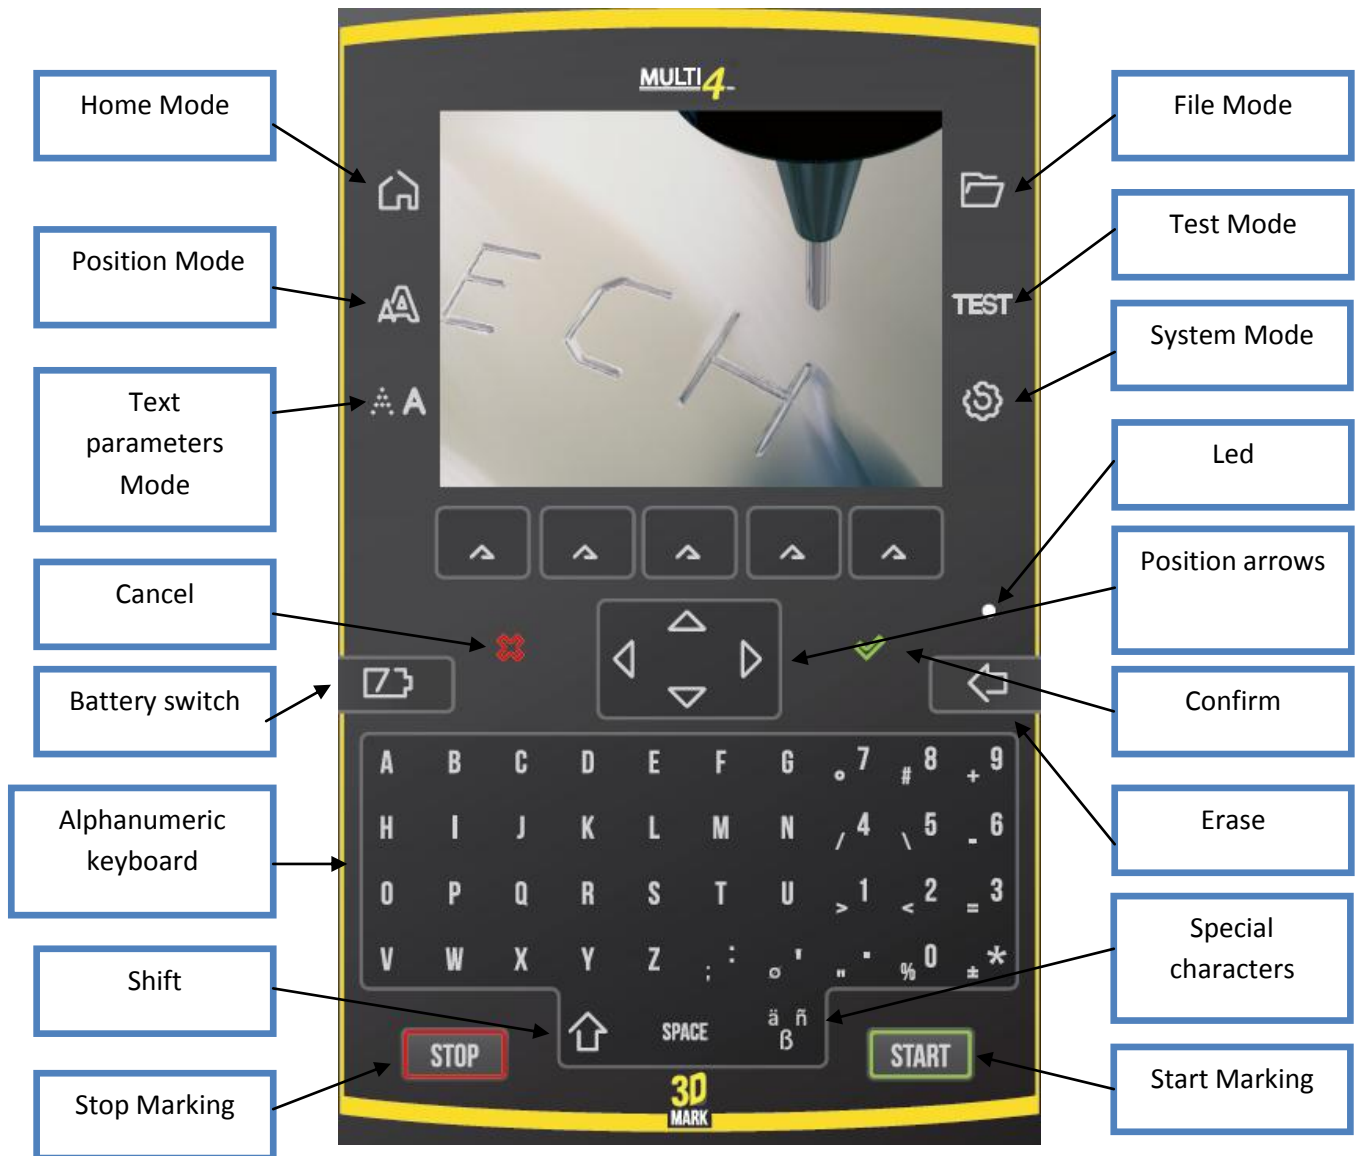 MULTI4
Home Mode
Position Mode
Text
parameters
Mode
Cancel
Battery switch
Alphanumeric
keyboard
Shift
Stop Marking
File Mode
Test Mode
System Mode
Led
Position arrows
Confirm
Erase
Special
characters
Start Marking
ECH
TEST
A B C D E F G ° 7 # 8 + 9
H I J K L M N / 4 \ 5 - 6
O P Q R S T U > 1 < 2 = 3
V W X Y Z ; : ø ' " . % 0 ± *
SPACE ä ñ ß
STOP
START
3D
MARK